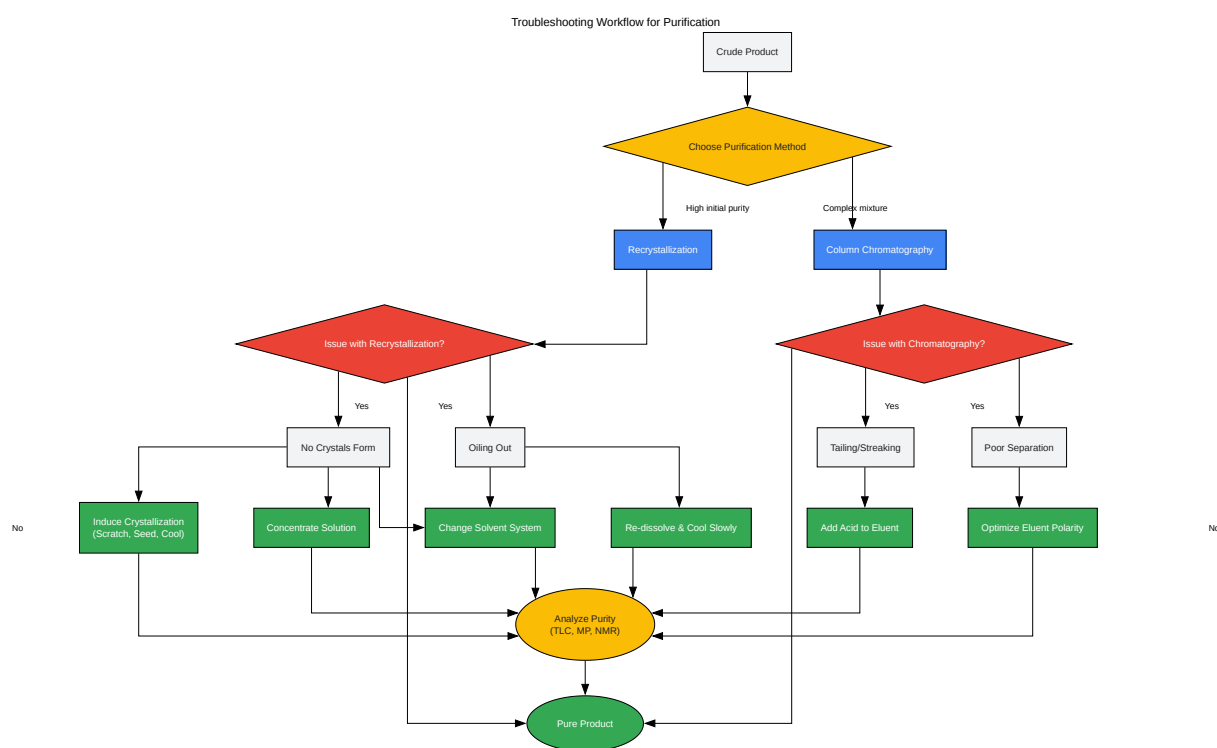 Troubleshooting Workflow for Purification
Crude Product
Choose Purification Method
High initial purity
Complex mixture
Recrystallization
Column Chromatography
Issue with Recrystallization?
Issue with Chromatography?
Yes
Yes
Yes
Yes
No Crystals Form
Oiling Out
Tailing/Streaking
Poor Separation
No
Induce Crystallization
(Scratch, Seed, Cool)
Concentrate Solution
Change Solvent System
Re-dissolve & Cool Slowly
Add Acid to Eluent
Optimize Eluent Polarity
No
Analyze Purity
(TLC, MP, NMR)
Pure Product